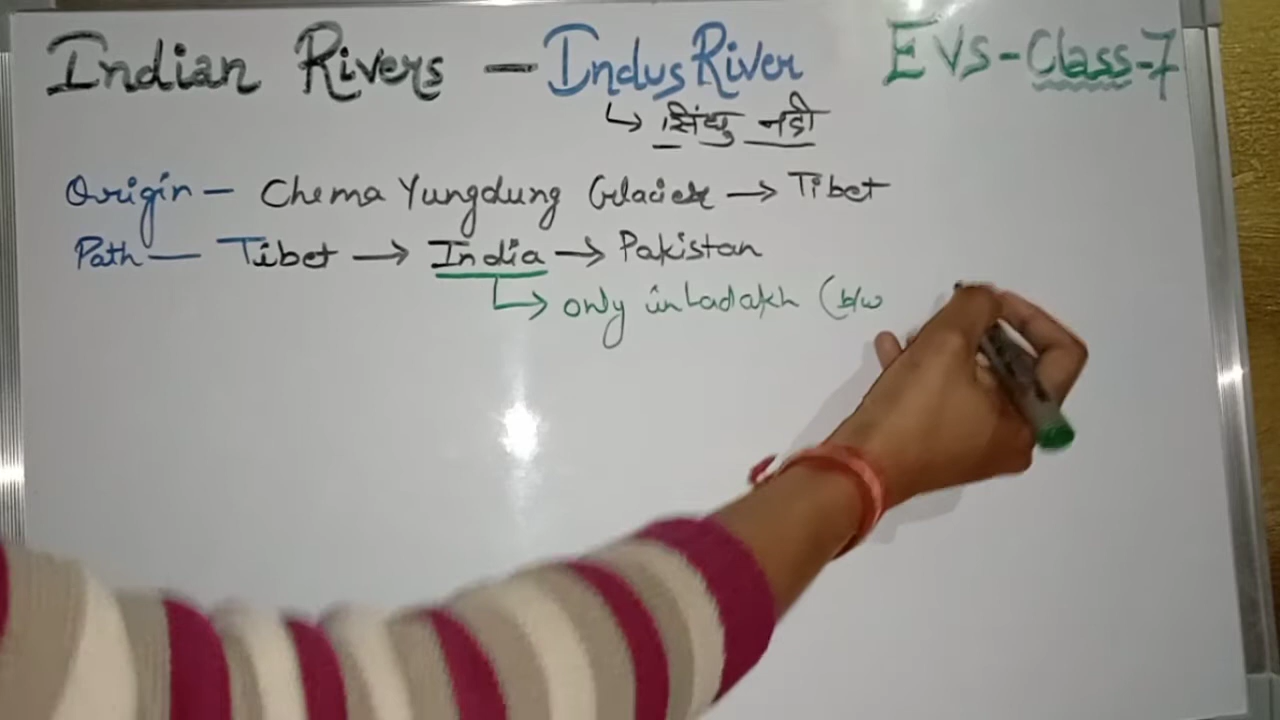 Indian Rivers - Indus River EVS-Class-7
↳ सिंधु नदी
Origin - Chema Yungdung Glacier → Tibet
Path - Tibet → India → Pakistan
↳ only in Ladakh (b/w